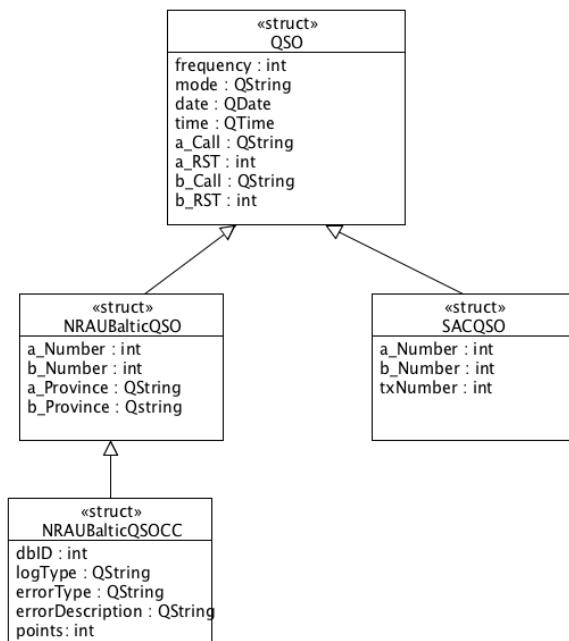 «struct»
QSO
frequency : int
mode : QString
date : QDate
time : QTime
a_Call : QString
a_RST : int
b_Call : QString
b_RST : int
«struct»
NRAUBalticQSO
a_Number : int
b_Number : int
a_Province : QString
b_Province : Qstring
«struct»
SACQSO
a_Number : int
b_Number : int
txNumber : int
«struct»
NRAUBalticQSOCC
dbID : int
logType : QString
errorType : QString
errorDescription : QString
points: int